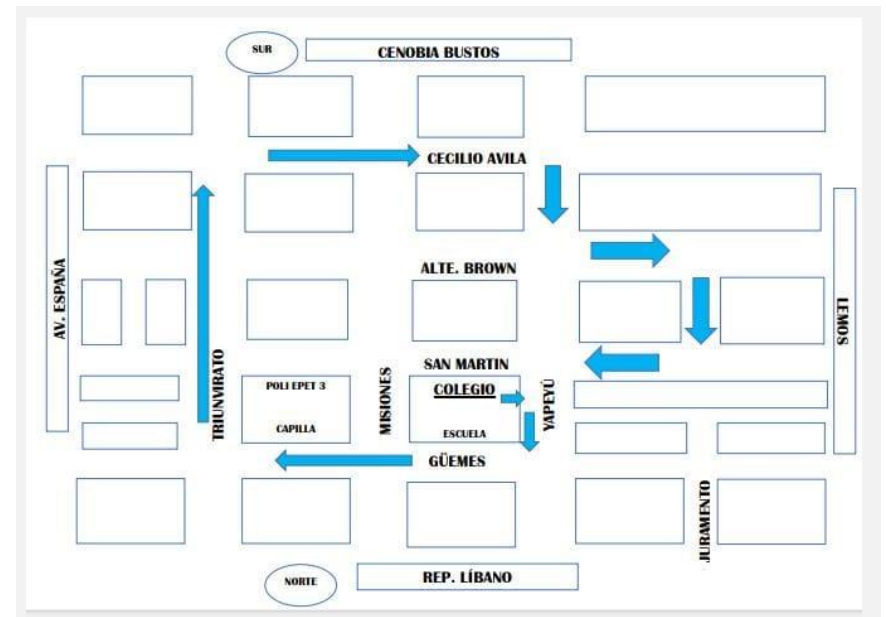 SUR
CENOBIA BUSTOS
CECILIO AVILA
AV. ESPAÑA
ALTE. BROWN
LEMOS
TRIUNVIRATO
POLI EPET 3
CAPILLA
MISIONES
SAN MARTIN
COLEGIO
ESCUELA
YAPEYÚ
GÜEMES
JURAMENTO
NORTE
REP. LÍBANO